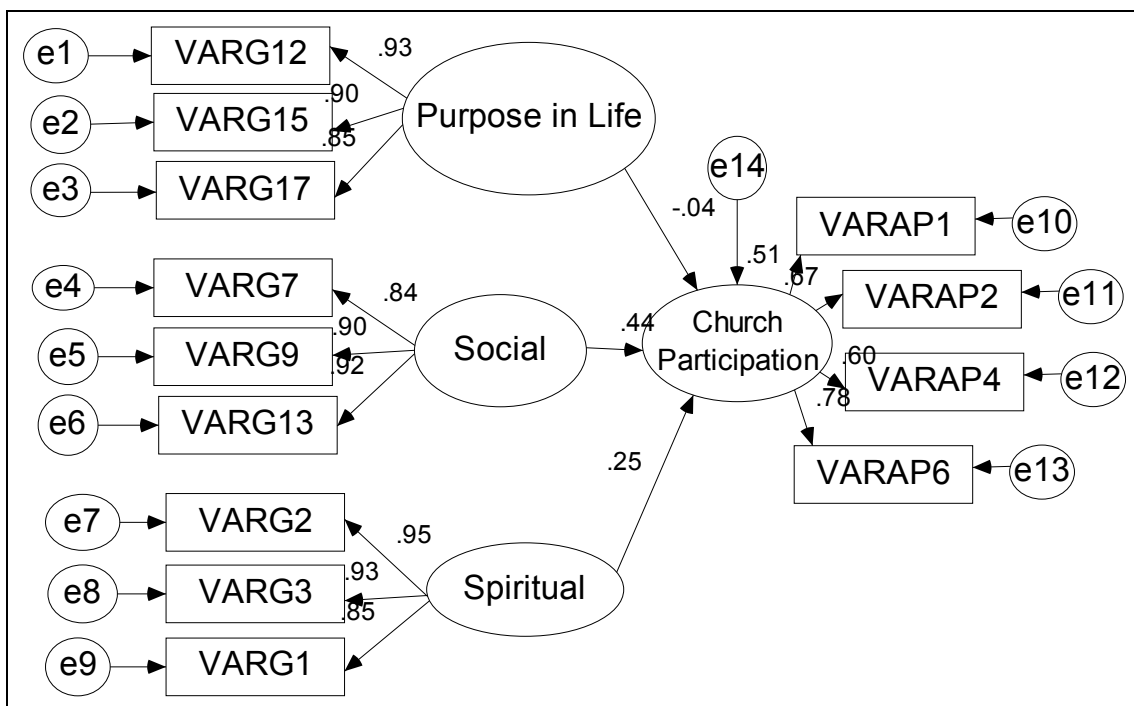 e1
VARG12
.93
e2
VARG15
.90
Purpose in Life
e3
VARG17
.85
e14
-.04
VARAP1
e10
e4
VARG7
.84
.51
.67
VARAP2
e11
e5
VARG9
.90
Social
.44
Church
Participation
.60
VARAP4
e12
e6
VARG13
.92
.78
VARAP6
e13
.25
e7
VARG2
.95
e8
VARG3
.93
Spiritual
.85
e9
VARG1